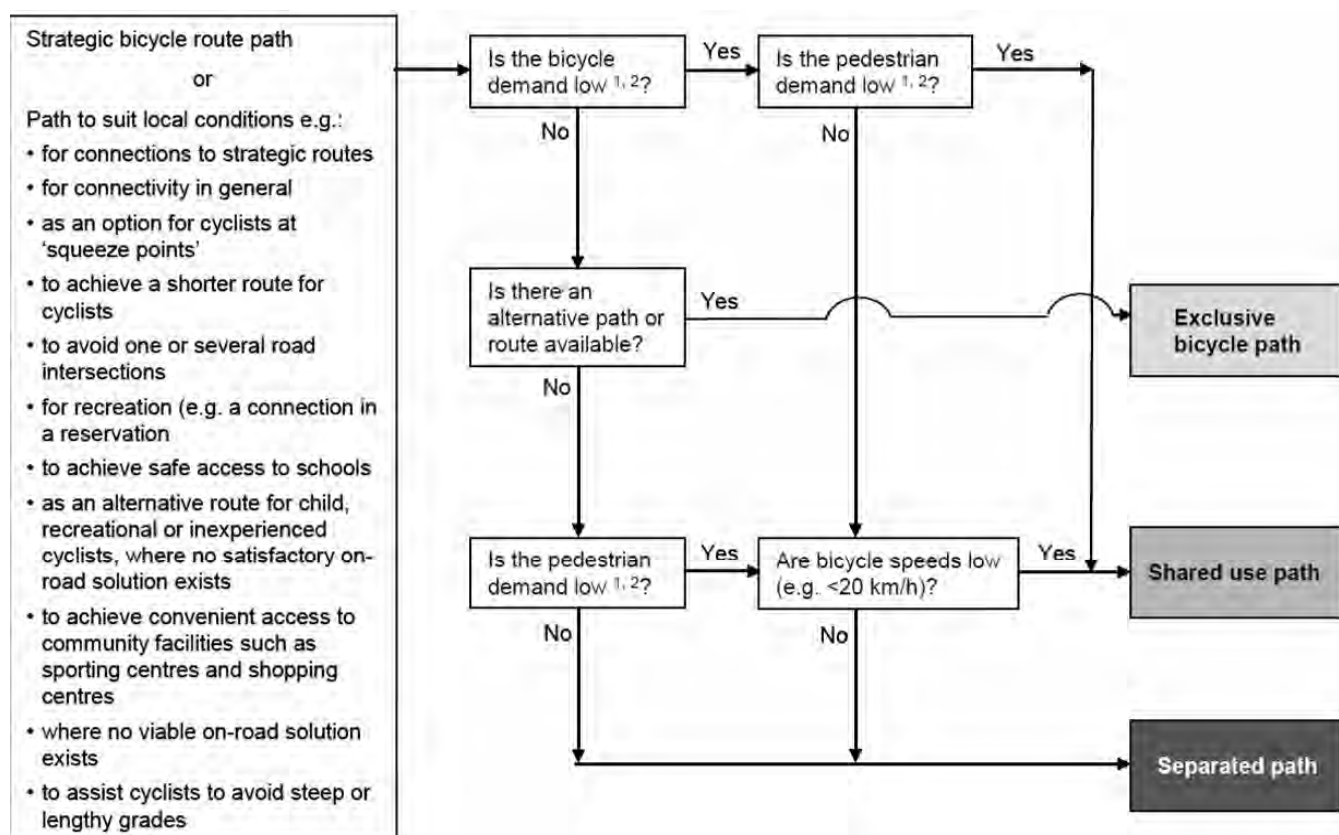 Strategic bicycle route path
or
Path to suit local conditions e.g.:
• for connections to strategic routes
• for connectivity in general
• as an option for cyclists at
‘squeeze points’
• to achieve a shorter route for
cyclists
• to avoid one or several road
intersections
• for recreation (e.g. a connection in
a reservation
• to achieve safe access to schools
• as an alternative route for child,
recreational or inexperienced
cyclists, where no satisfactory on-
road solution exists
• to achieve convenient access to
community facilities such as
sporting centres and shopping
centres
• where no viable on-road solution
exists
• to assist cyclists to avoid steep or
lengthy grades
Is the bicycle
demand low 1, 2?
Yes
Is the pedestrian
demand low 1, 2?
Yes
No
No
Is there an
alternative path or
route available?
Yes
Exclusive
bicycle path
No
Is the pedestrian
demand low 1, 2?
Yes
Are bicycle speeds low
(e.g. <20 km/h)?
Yes
Shared use path
No
No
Separated path